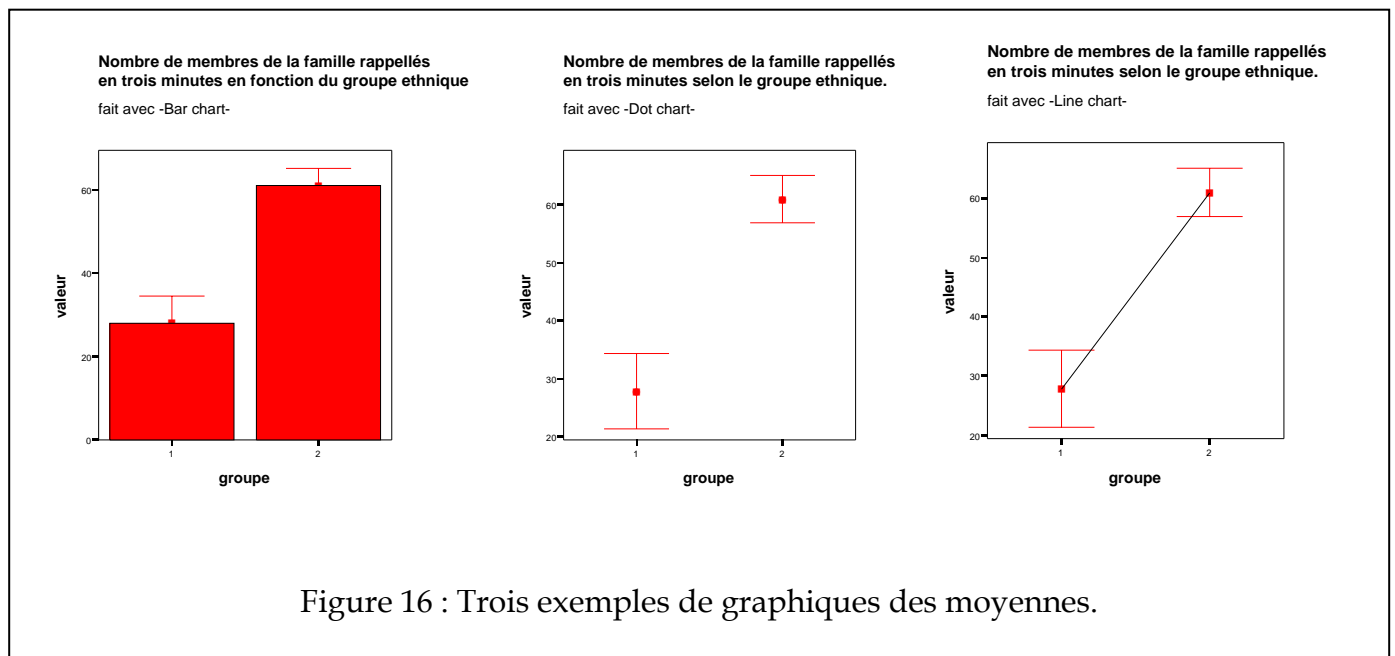 Nombre de membres de la famille rappellés
en trois minutes en fonction du groupe ethnique
fait avec -Bar chart-
60
40
20
0
valeur
1 2
groupe
Nombre de membres de la famille rappellés
en trois minutes selon le groupe ethnique.
fait avec -Dot chart-
60
50
40
30
20
valeur
1 2
groupe
Nombre de membres de la famille rappellés
en trois minutes selon le groupe ethnique.
fait avec -Line chart-
60
50
40
30
20
valeur
1 2
groupe
Figure 16 : Trois exemples de graphiques des moyennes.